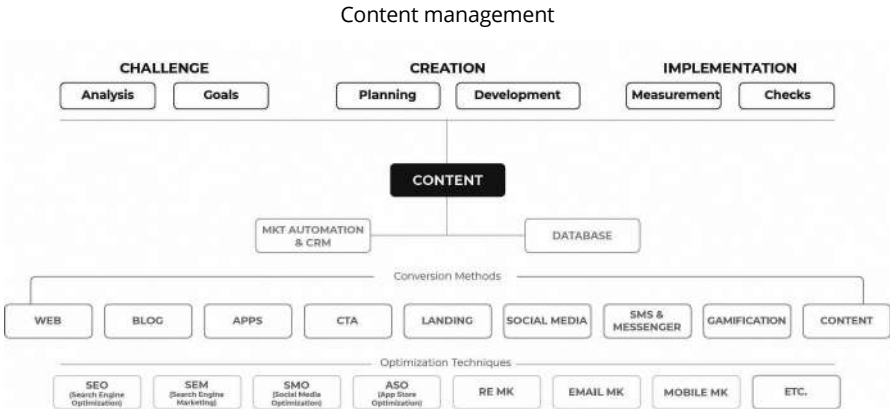 Content management
CHALLENGE CREATION IMPLEMENTATION
Analysis Goals Planning Development Measurement Checks
CONTENT
MKT AUTOMATION
& CRM
DATABASE
Conversion Methods
WEB BLOG APPS CTA LANDING SOCIAL MEDIA SMS &
MESSENGER GAMIFICATION CONTENT
Optimization Techniques
SEO
(Search Engine
Optimization)
SEM
(Search Engine
Marketing)
SMO
(Social Media
Optimization)
ASO
(App Store
Optimization)
RE MK
EMAIL MK
MOBILE MK
ETC.